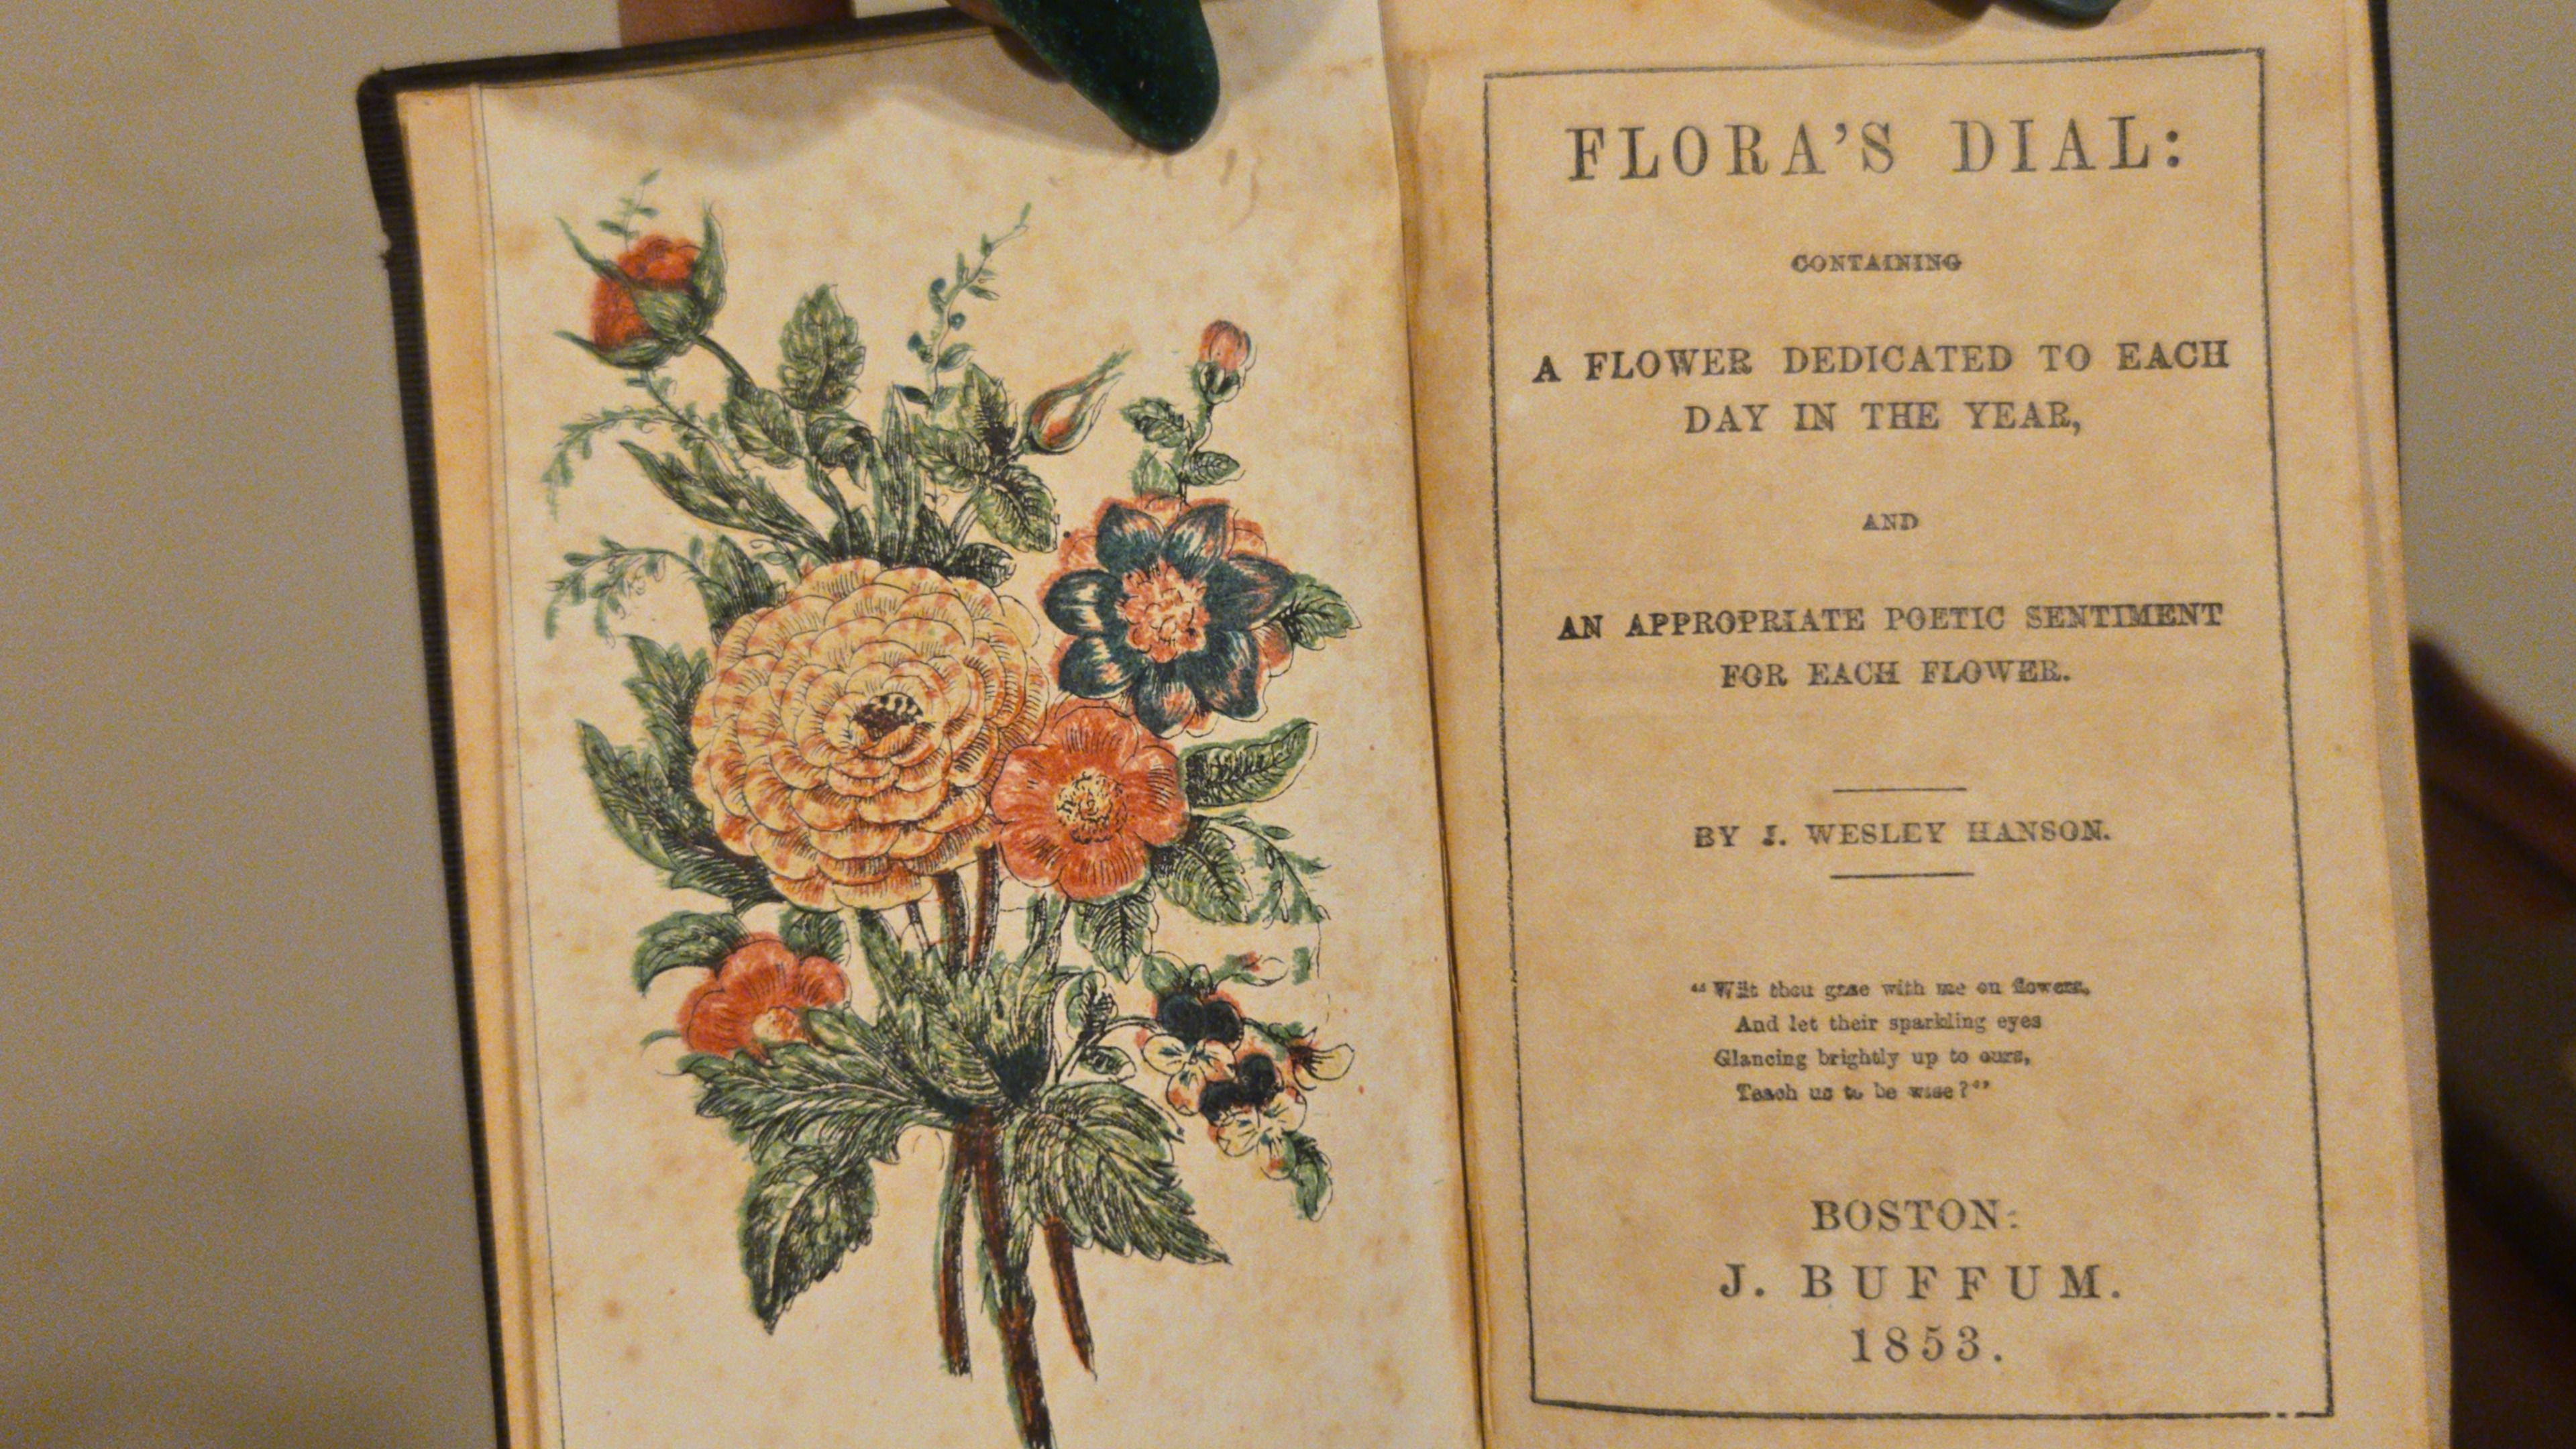 FLORA'S DIAL:
CONTAINING
A FLOWER DEDICATED TO EACH
DAY IN THE YEAR,
AND
AN APPROPRIATE POETIC SENTIMENT
FOR EACH FLOWER.
BY J. WESLEY HANSON.
"Wilt thou gaze with me on flowers,
And let their sparkling eyes
Glancing brightly up to ours,
Teach us to be wise?"
BOSTON:
J. BUFFUM.
1853.